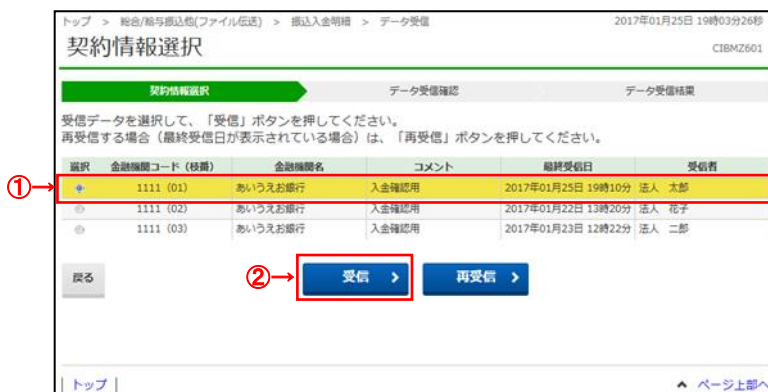 トップ > 総合/給与振込他(ファイル伝送) > 振込入金明細 > データ受信
2017年01月25日 19時03分26秒
契約情報選択
CIBMZ601
契約情報選択 データ受信確認 データ受信結果
受信データを選択して、「受信」ボタンを押してください。
再受信する場合（最終受信日が表示されている場合）は、「再受信」ボタンを押してください。
選択 金融機関コード（枝番） 金融機関名 コメント 最終受信日 受信者
①→ 1111 (01) あいうえお銀行 入金確認用 2017年01月25日 19時10分 法人 太郎
1111 (02) あいうえお銀行 入金確認用 2017年01月22日 13時20分 法人 花子
1111 (03) あいうえお銀行 入金確認用 2017年01月23日 12時22分 法人 二郎
戻る ②→ 受信 > 再受信 >
トップ | ページ上部へ